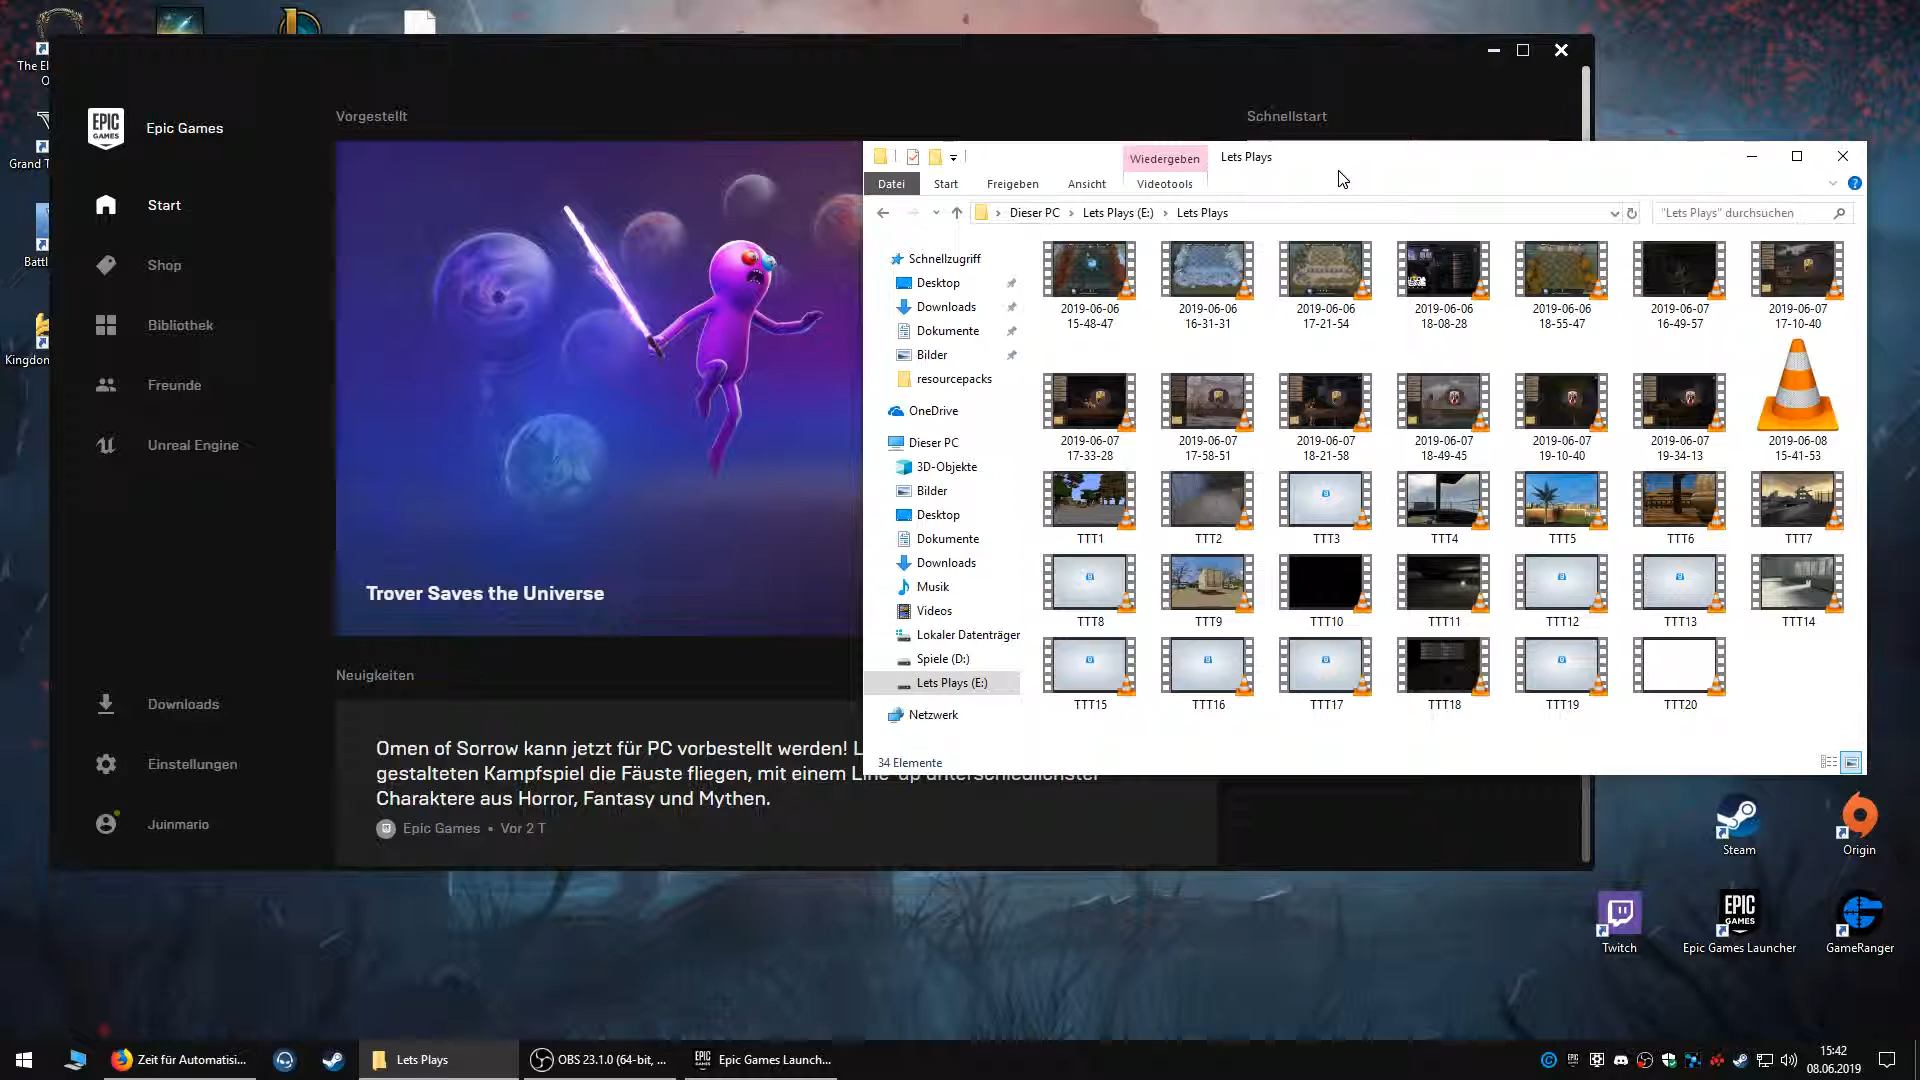 The El
O
Grand T
Battl
Kingdon
EPIC
GAMES
Epic Games
Start
Shop
Bibliothek
Freunde
Unreal Engine
Downloads
Einstellungen
Juinmario
Vorgestellt
Schnellstart
Trover Saves the Universe
Neuigkeiten
Omen of Sorrow kann jetzt für PC vorbestellt werden! L
gestalteten Kampfspiel die Fäuste fliegen, mit einem Line-up unterschiedlichster
Charaktere aus Horror, Fantasy und Mythen.
Epic Games • Vor 2 T
Wiedergeben
Lets Plays
Datei
Start
Freigeben
Ansicht
Videotools
Dieser PC > Lets Plays (E:) > Lets Plays
"Lets Plays" durchsuchen
Schnellzugriff
Desktop
Downloads
Dokumente
Bilder
resourcepacks
OneDrive
Dieser PC
3D-Objekte
Bilder
Desktop
Dokumente
Downloads
Musik
Videos
Lokaler Datenträger
Spiele (D:)
Lets Plays (E:)
Netzwerk
2019-06-06
15-48-47
2019-06-06
16-31-31
2019-06-06
17-21-54
2019-06-06
18-08-28
2019-06-06
18-55-47
2019-06-07
16-49-57
2019-06-07
17-10-40
2019-06-07
17-33-28
2019-06-07
17-58-51
2019-06-07
18-21-58
2019-06-07
18-49-45
2019-06-07
19-10-40
2019-06-07
19-34-13
2019-06-08
15-41-53
TTT1
TTT2
TTT3
TTT4
TTT5
TTT6
TTT7
TTT8
TTT9
TTT10
TTT11
TTT12
TTT13
TTT14
TTT15
TTT16
TTT17
TTT18
TTT19
TTT20
34 Elemente
Steam
Origin
Twitch
EPIC
GAMES
Epic Games Launcher
GameRanger
Zeit für Automatisi...
Lets Plays
OBS 23.1.0 (64-bit, ...
Epic Games Launch...
15:42
08.06.2019